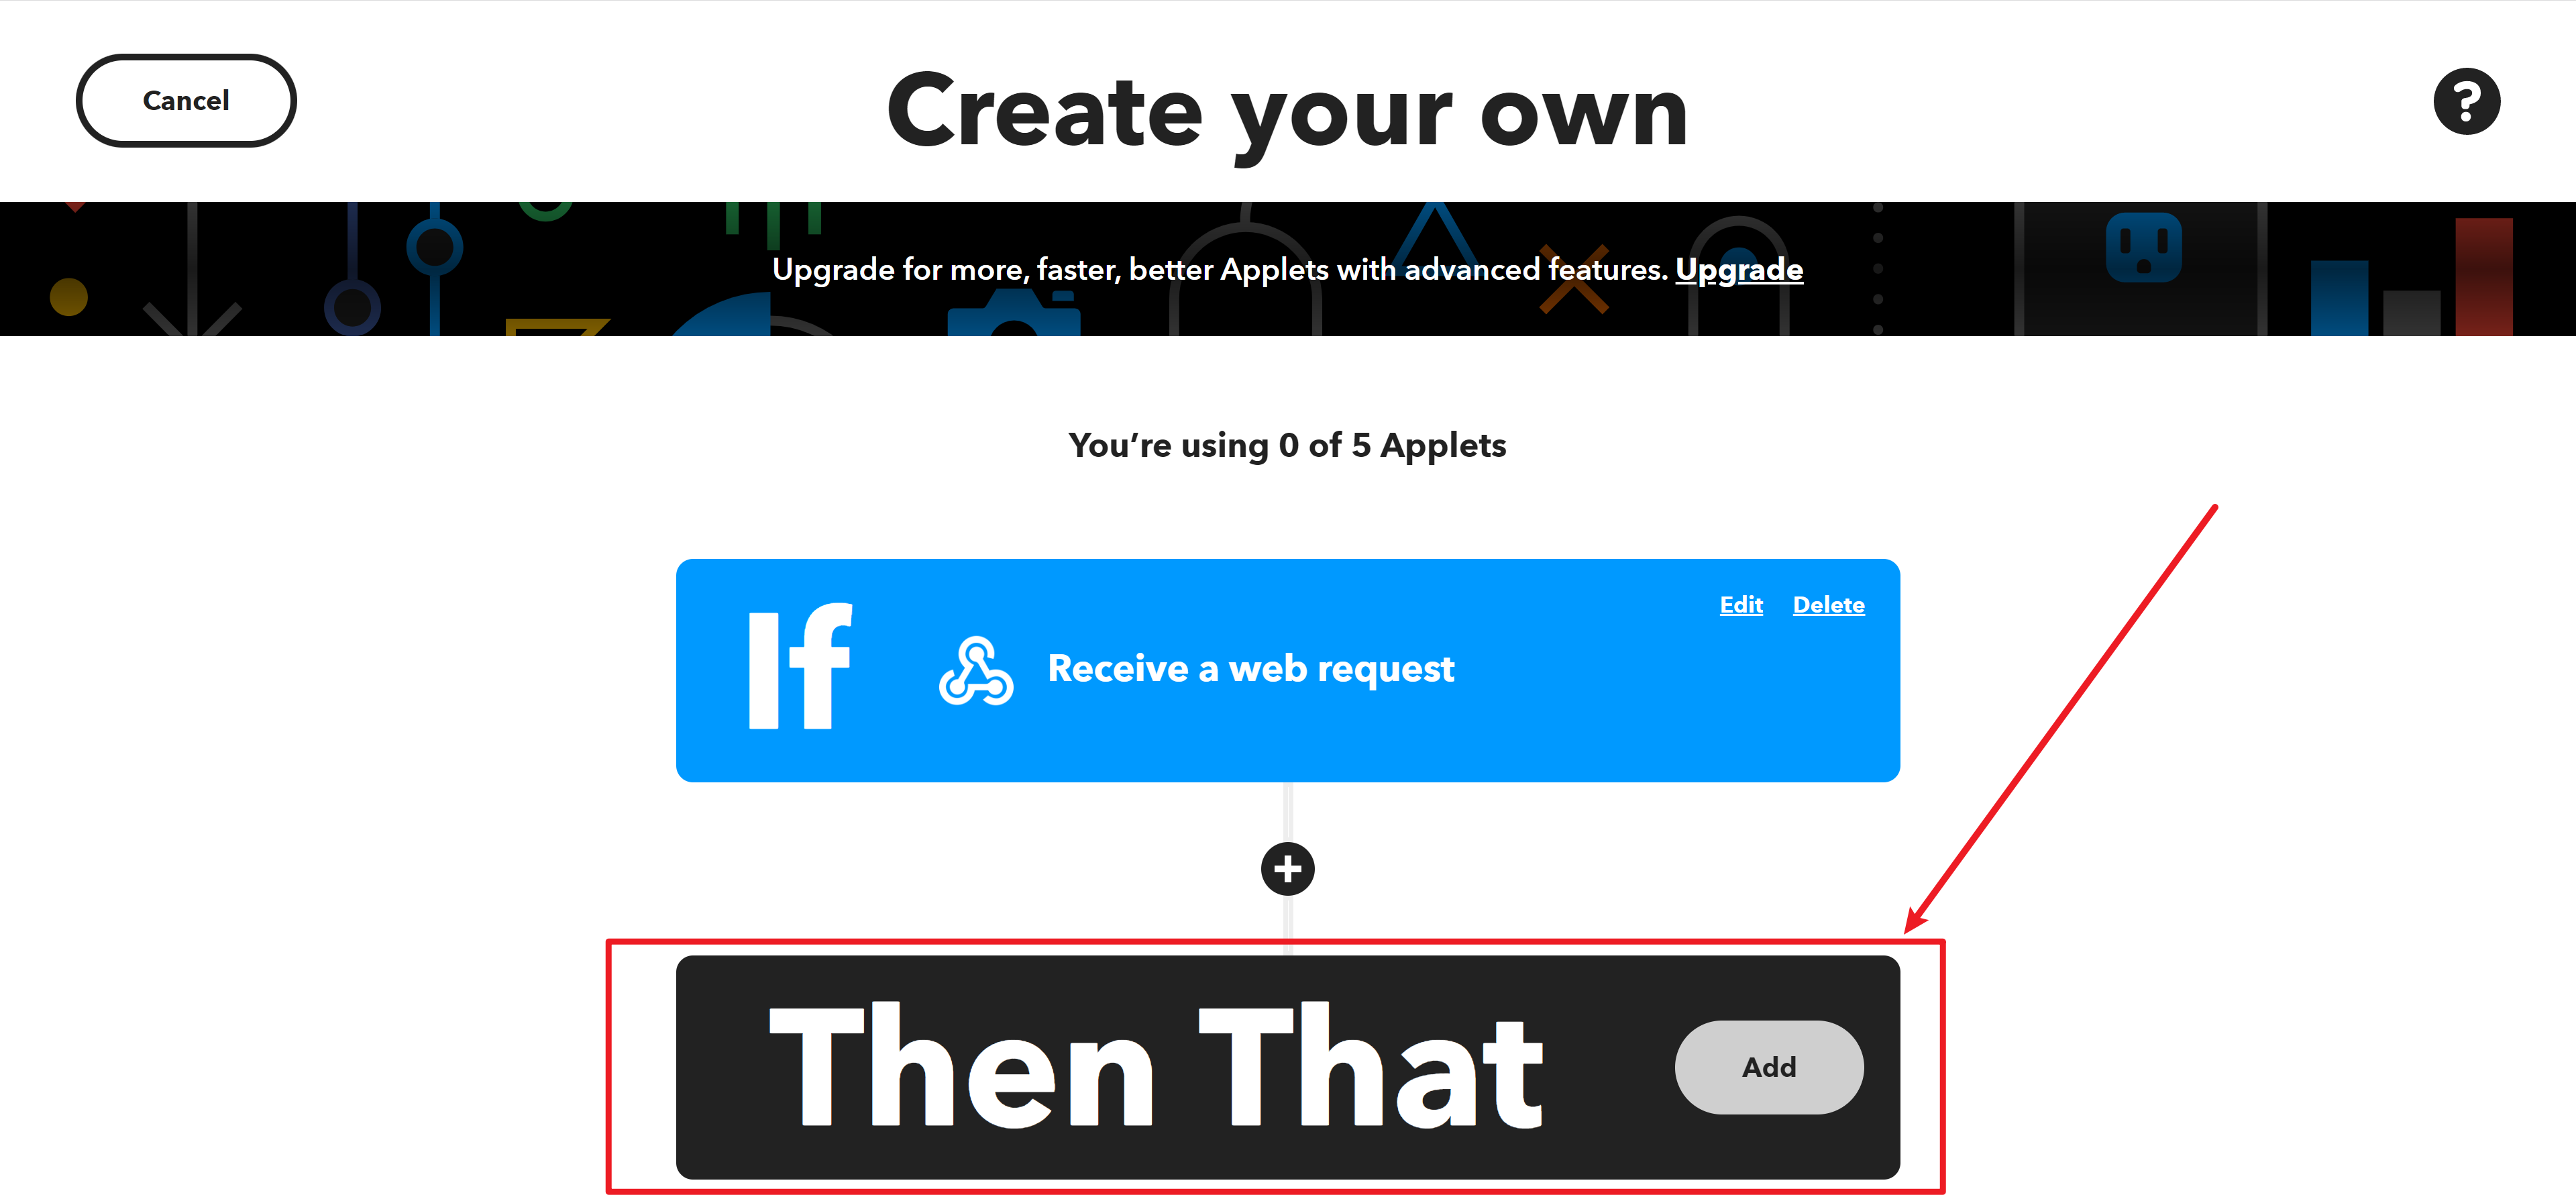 Cancel
Create your own
?
Upgrade for more, faster, better Applets with advanced features. Upgrade
You’re using 0 of 5 Applets
If
Receive a web request
Edit Delete
Then That
Add